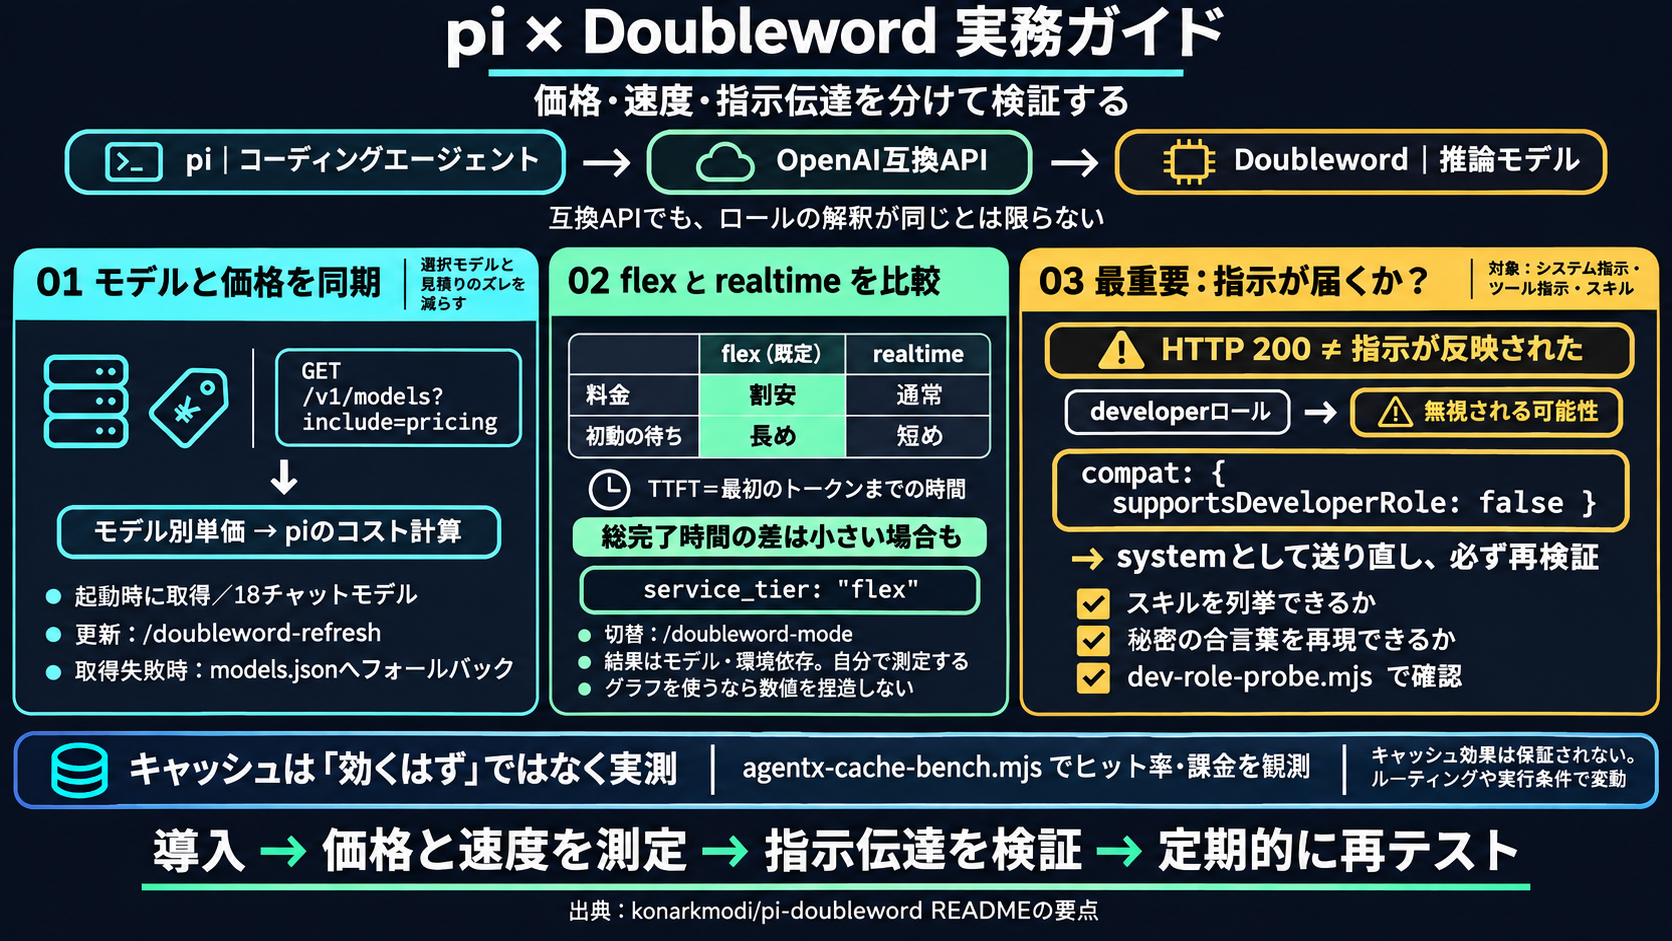 pi × Doubleword 実務ガイド
価格・速度・指示伝達を分けて検証する
pi｜コーディングエージェント → OpenAI互換API → Doubleword｜推論モデル
互換APIでも、ロールの解釈が同じとは限らない
01 モデルと価格を同期
選択モデルと
見積りのズレを
減らす
GET
/v1/models?
include=pricing
モデル別単価 → piのコスト計算
起動時に取得／18チャットモデル
更新：/doubleword-refresh
取得失敗時：models.jsonへフォールバック
02 flex と realtime を比較
flex（既定） realtime
料金 割安 通常
初動の待ち 長め 短め
TTFT＝最初のトークンまでの時間
総完了時間の差は小さい場合も
service_tier: "flex"
切替：/doubleword-mode
結果はモデル・環境依存。自分で測定する
グラフを使うなら数値を捏造しない
03 最重要：指示が届くか？
対象：システム指示・
ツール指示・スキル
HTTP 200 ≠ 指示が反映された
developerロール → 無視される可能性
compat: {
supportsDeveloperRole: false }
→ systemとして送り直し、必ず再検証
スキルを列挙できるか
秘密の合言葉を再現できるか
dev-role-probe.mjs で確認
キャッシュは「効くはず」ではなく実測
agentx-cache-bench.mjs でヒット率・課金を観測
キャッシュ効果は保証されない。
ルーティングや実行条件で変動
導入 → 価格と速度を測定 → 指示伝達を検証 → 定期的に再テスト
出典：konarkmodi/pi-doubleword READMEの要点